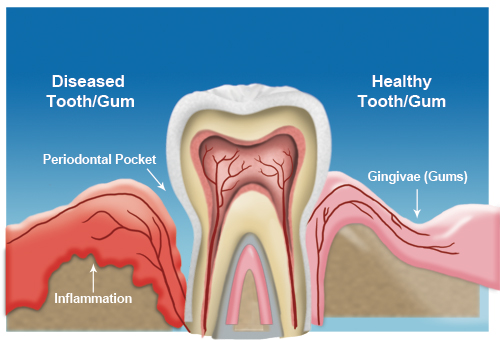 Diseased
Tooth/Gum
Healthy
Tooth/Gum
Periodontal Pocket
Gingivae (Gums)
Inflammation